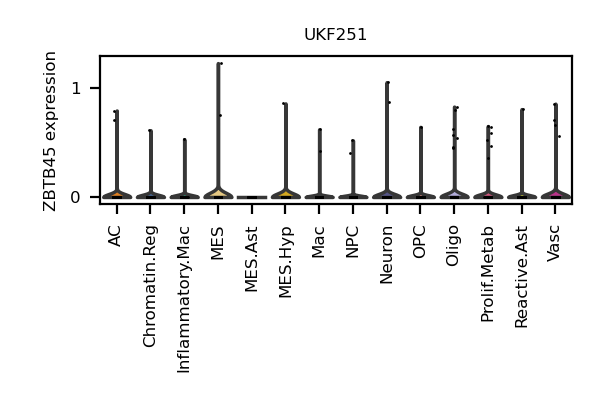 UKF251
ZBTB45 expression
1
0
AC
Chromatin.Reg
Inflammatory.Mac
MES
MES.Ast
MES.Hyp
Mac
NPC
Neuron
OPC
Oligo
Prolif.Metab
Reactive.Ast
Vasc